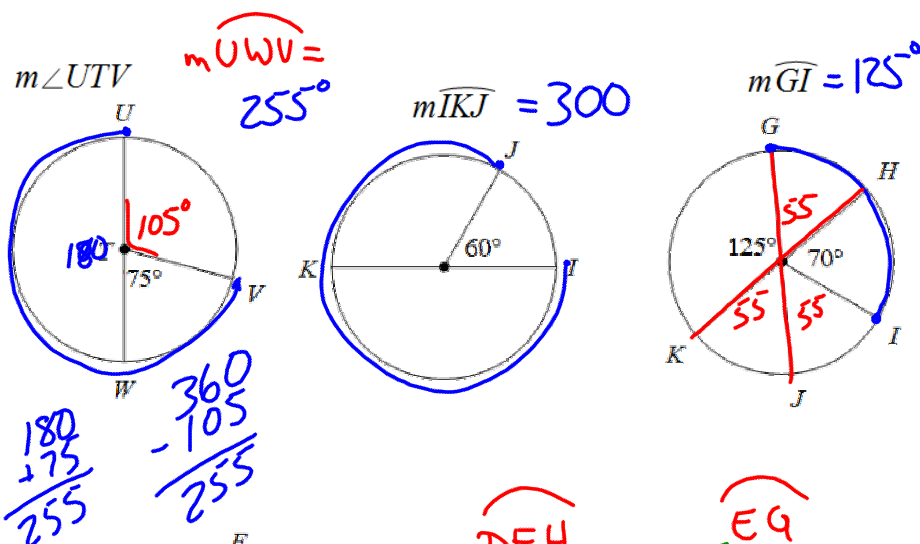 m∠UTV
mUWV =
255°
U
105°
180
75°
V
W
180
+75
255
360
-105
255
mIKJ = 300
J
60°
K
I
mGI = 125°
G
H
55
125°
70°
55
55
K
I
J
DEH
EG